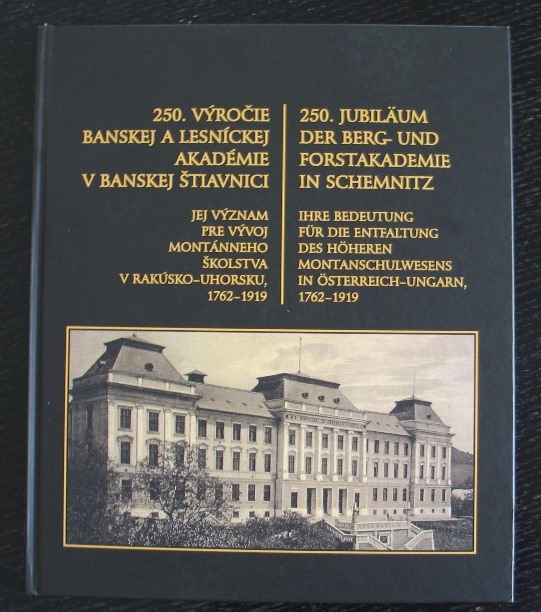 250. VÝROČIE
BANSKEJ A LESNÍCKEJ
AKADÉMIE
V BANSKEJ ŠTIAVNICI
JEJ VÝZNAM
PRE VÝVOJ
MONTÁNNEHO
ŠKOLSTVA
V RAKÚSKO–UHORSKU,
1762–1919
250. JUBILÄUM
DER BERG- UND
FORSTAKADEMIE
IN SCHEMNITZ
IHRE BEDEUTUNG
FÜR DIE ENTFALTUNG
DES HÖHEREN
MONTANSCHULWESENS
IN ÖSTERREICH–UNGARN,
1762–1919